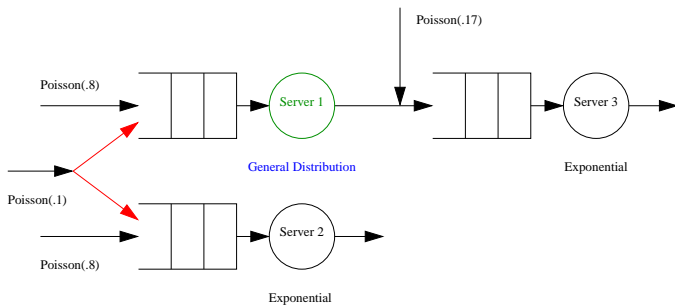 Poisson(.17)
Poisson(.8)
Server 1
Server 3
General Distribution
Exponential
Poisson(.1)
Server 2
Poisson(.8)
Exponential